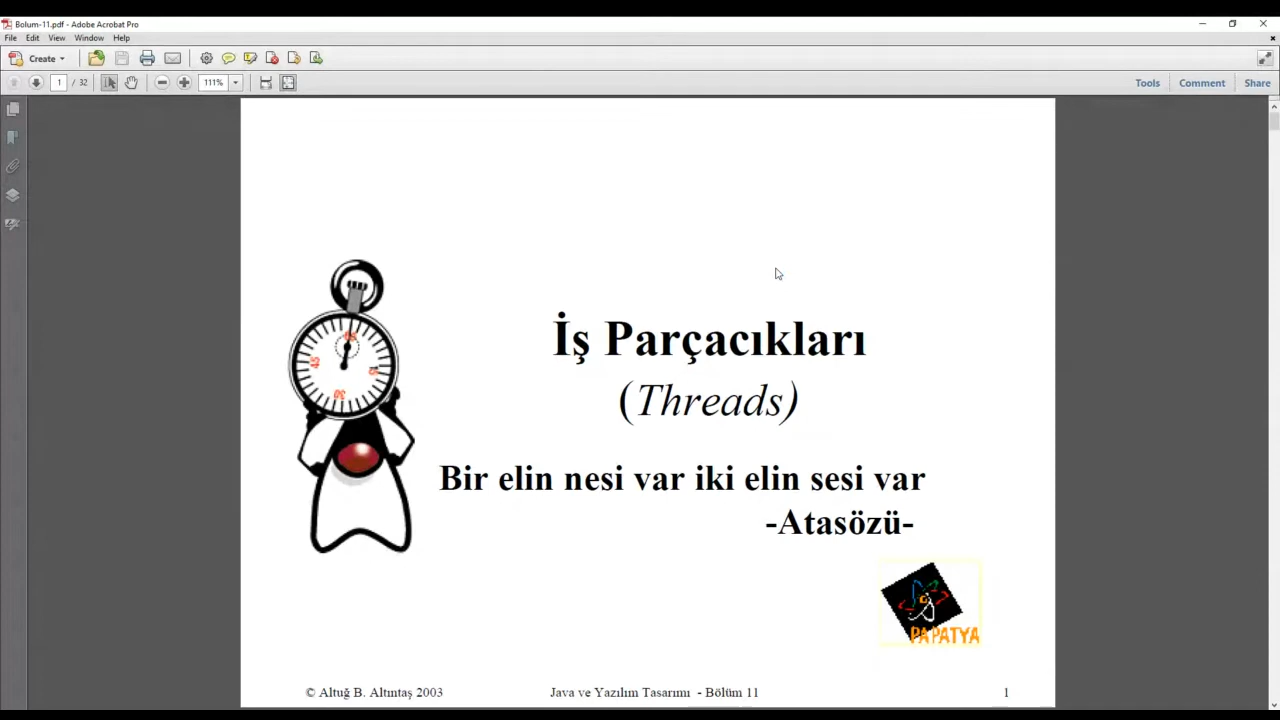 Bolum-11.pdf - Adobe Acrobat Pro
File Edit View Window Help
Create
1 / 32 111% Tools Comment Share
İş Parçacıkları
(Threads)
Bir elin nesi var iki elin sesi var
-Atasözü-
PAPATYA
© Altuğ B. Altıntaş 2003 Java ve Yazılım Tasarımı - Bölüm 11 1